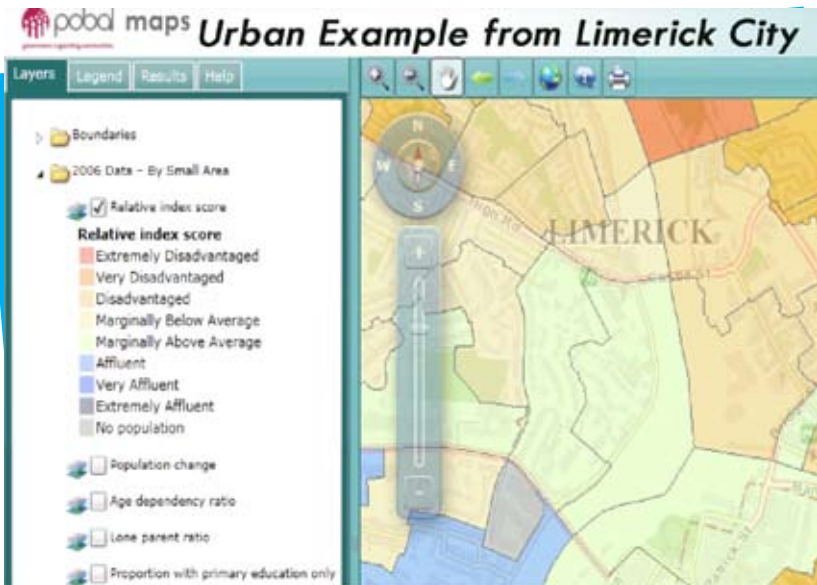 pobal maps Urban Example from Limerick City
Layers Legend Results Help
Boundaries
2006 Data - By Small Area
Relative index score
Relative index score
Extremely Disadvantaged
Very Disadvantaged
Disadvantaged
Marginally Below Average
Marginally Above Average
Affluent
Very Affluent
Extremely Affluent
No population
Population change
Age dependency ratio
Lone parent ratio
Proportion with primary education only
N
W E
S
High Rd
LIMERICK
+
-